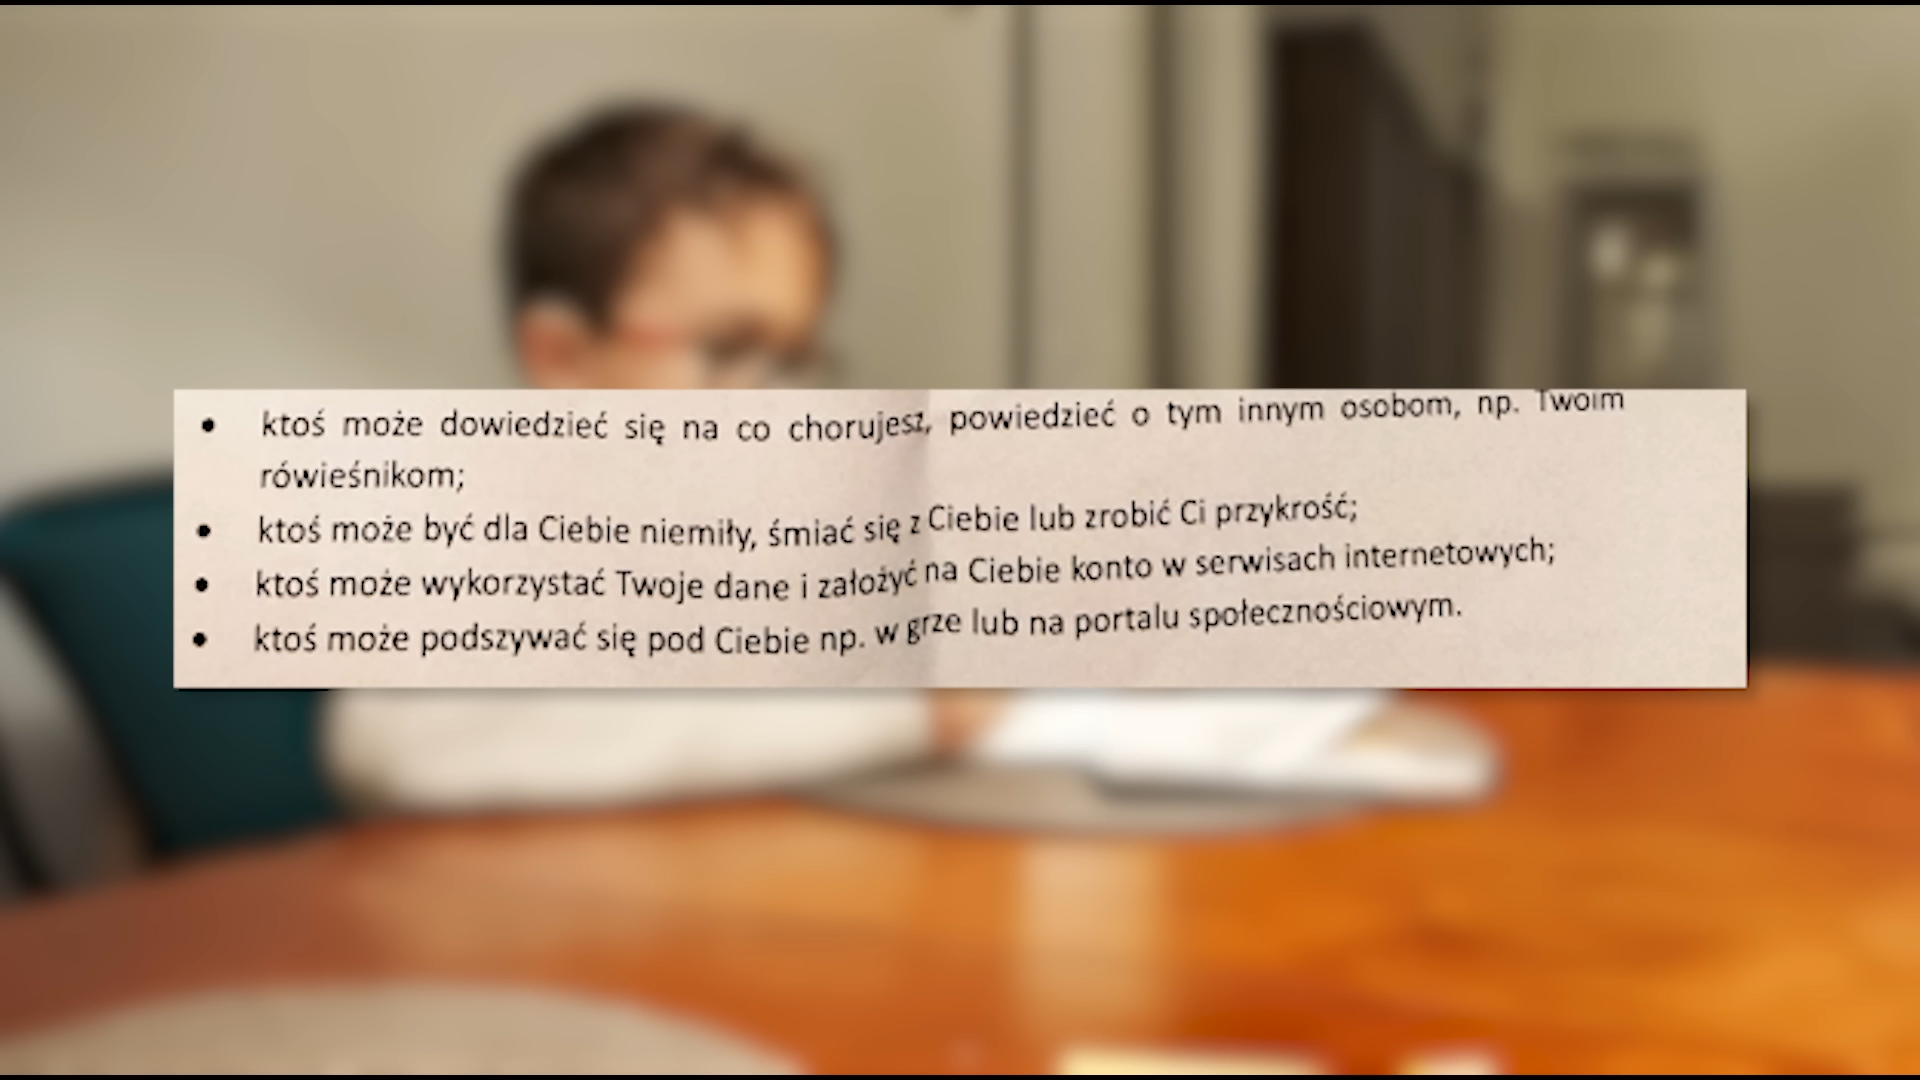 • ktoś może dowiedzieć się na co chorujesz, powiedzieć o tym innym osobom, np. Twoim
rówieśnikom;
• ktoś może być dla Ciebie niemiły, śmiać się z Ciebie lub zrobić Ci przykrość;
• ktoś może wykorzystać Twoje dane i założyć na Ciebie konto w serwisach internetowych;
• ktoś może podszywać się pod Ciebie np. w grze lub na portalu społecznościowym.